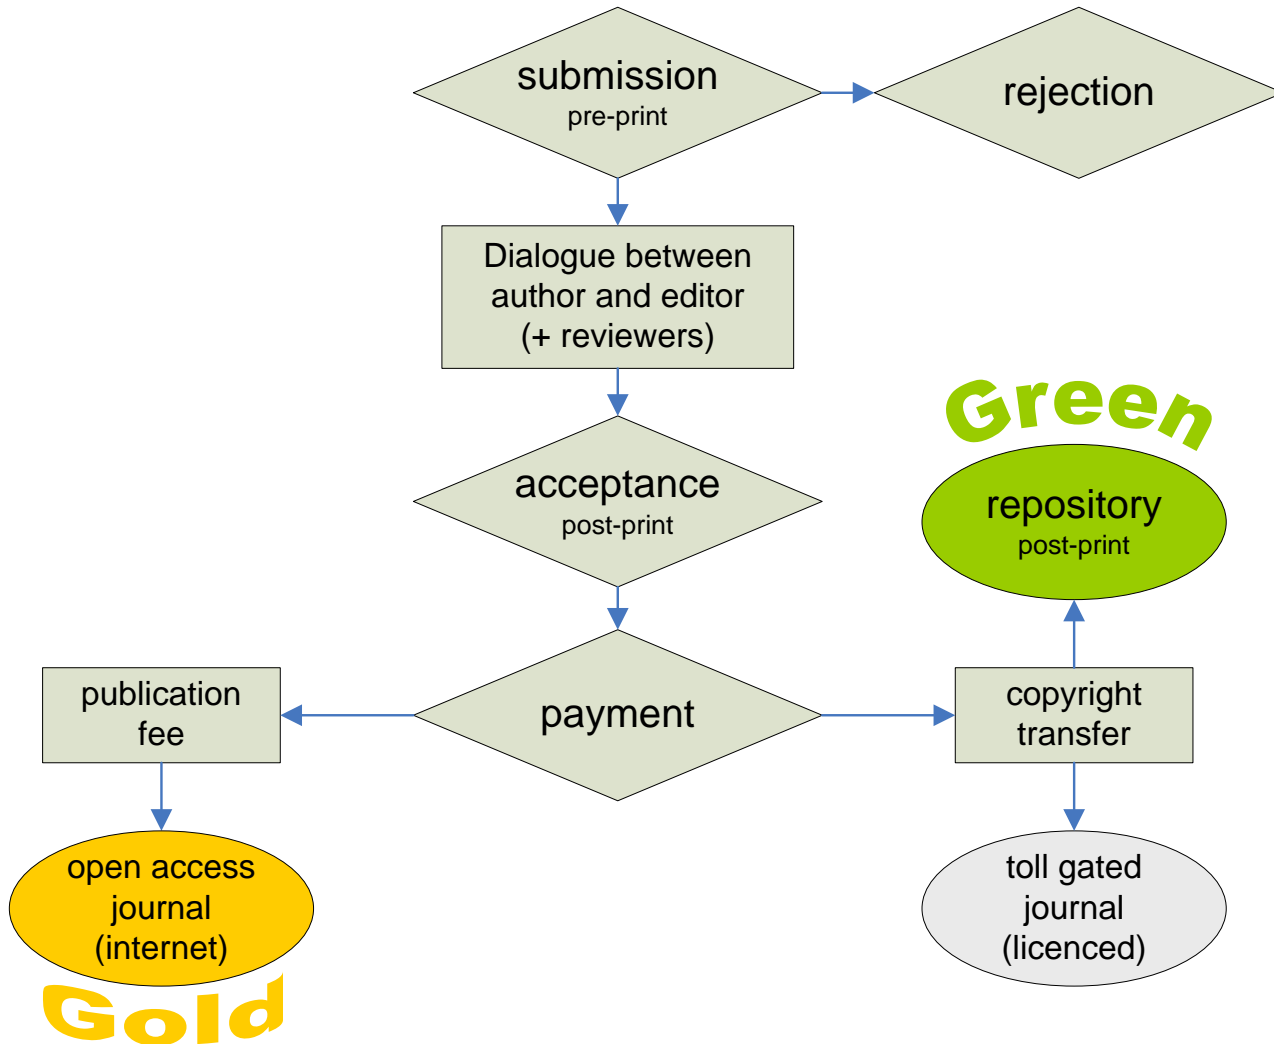 submission
pre-print
rejection
Dialogue between
author and editor
(+ reviewers)
Green
acceptance
post-print
repository
post-print
publication
fee
payment
copyright
transfer
open access
journal
(internet)
toll gated
journal
(licenced)
Gold